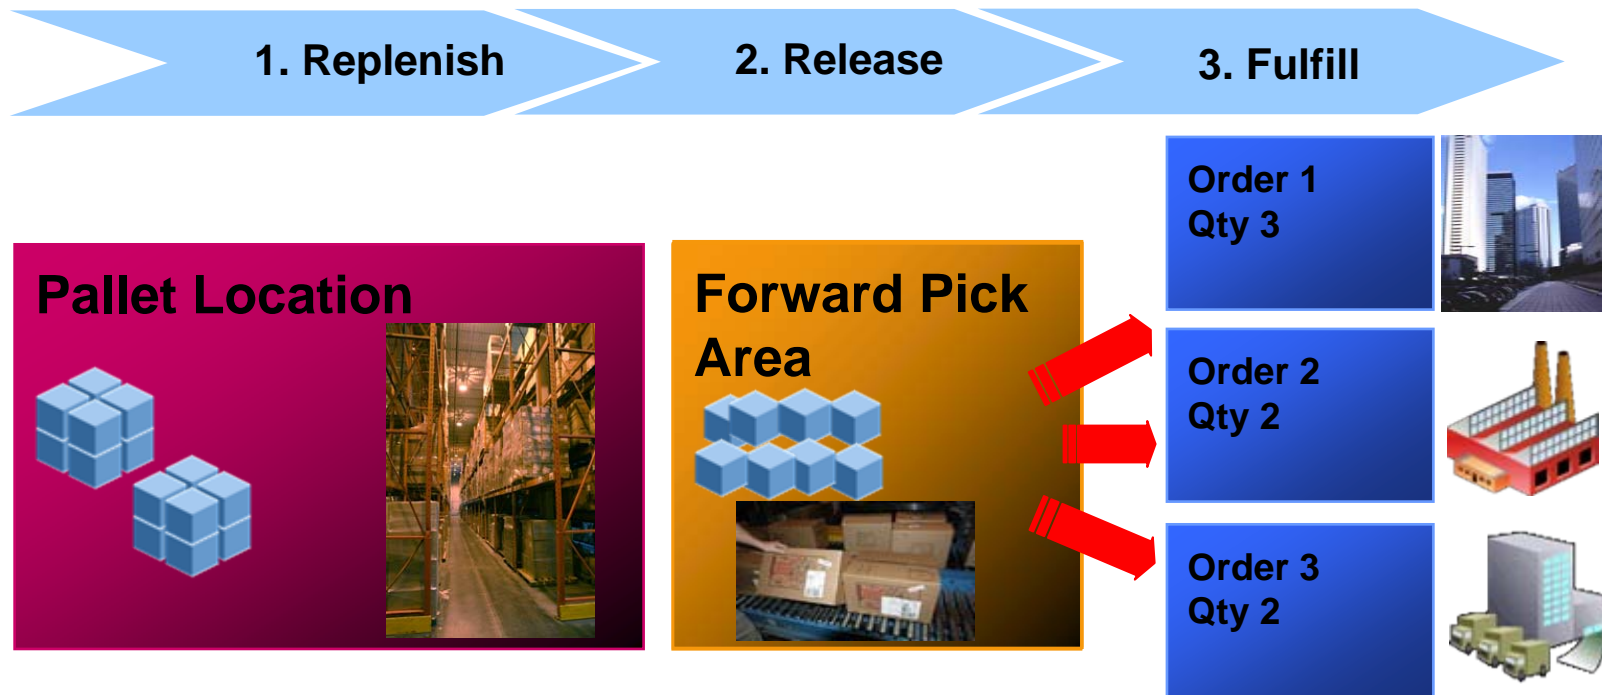 1. Replenish
2. Release
3. Fulfill
Pallet Location
Forward Pick
Area
Order 1
Qty 3
Order 2
Qty 2
Order 3
Qty 2